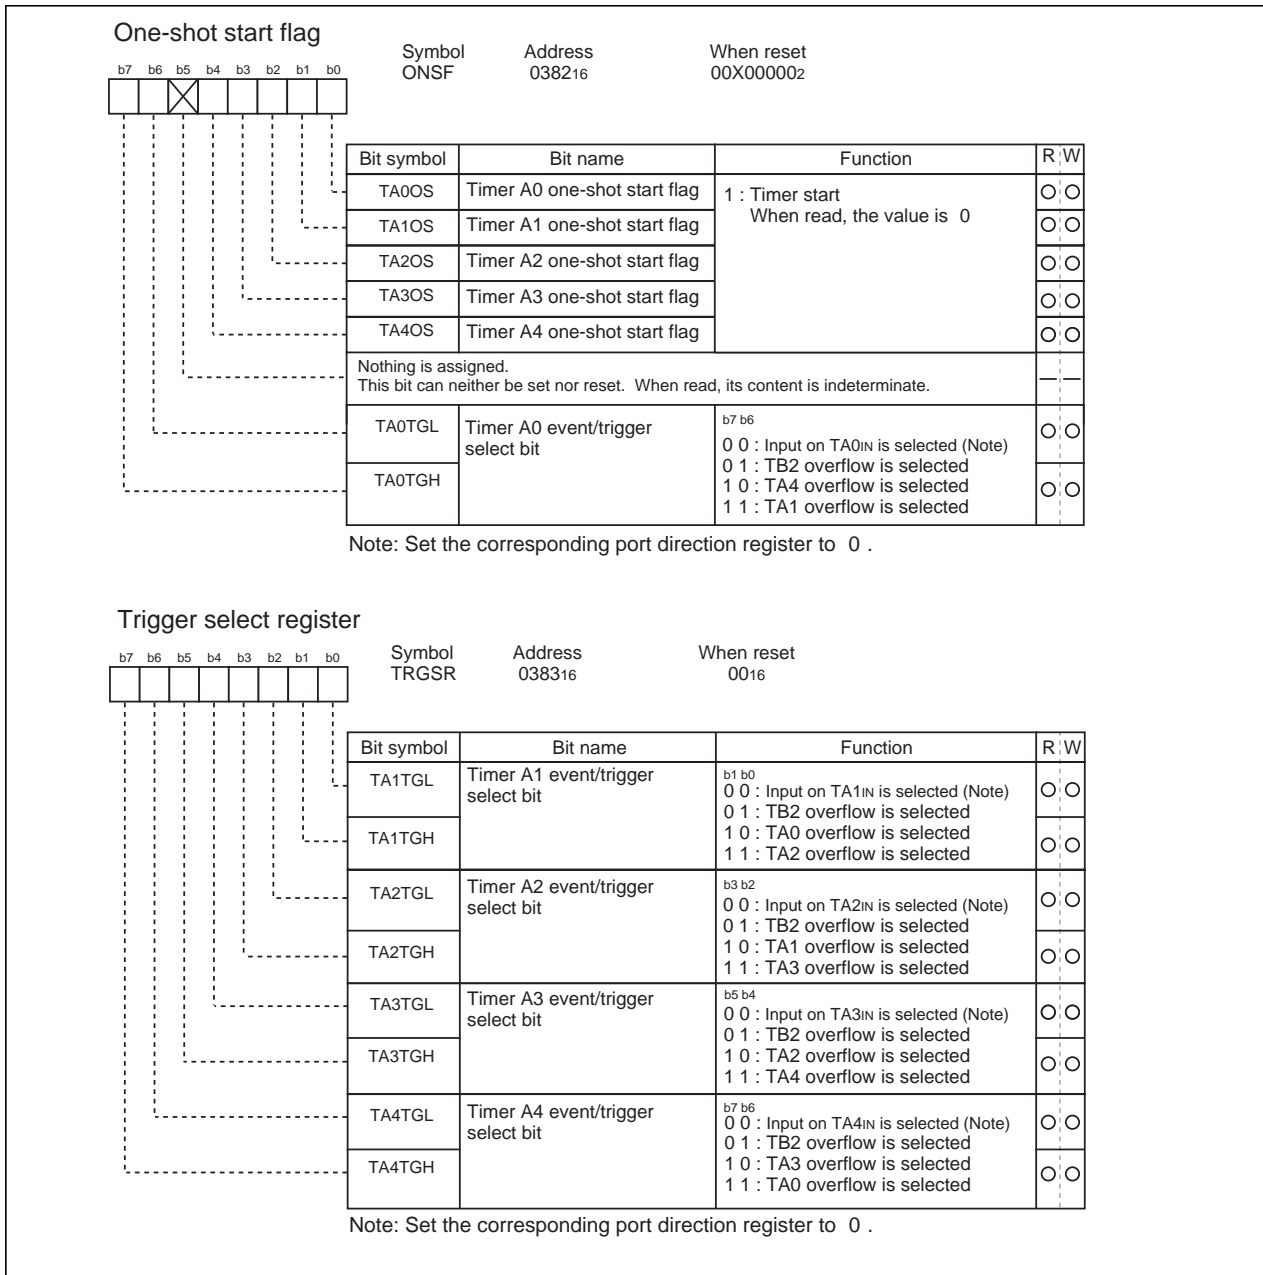 One-shot start flag
Symbol Address When reset
ONSF 038216 00X000002
b7 b6 b5 b4 b3 b2 b1 b0
Bit symbol Bit name Function R W
TA0OS Timer A0 one-shot start flag 1 : Timer start
When read, the value is 0
TA1OS Timer A1 one-shot start flag
TA2OS Timer A2 one-shot start flag
TA3OS Timer A3 one-shot start flag
TA4OS Timer A4 one-shot start flag
Nothing is assigned.
This bit can neither be set nor reset. When read, its content is indeterminate.
TA0TGL Timer A0 event/trigger
select bit
b7 b6
0 0 : Input on TA0IN is selected (Note)
0 1 : TB2 overflow is selected
TA0TGH 1 0 : TA4 overflow is selected
1 1 : TA1 overflow is selected
Note: Set the corresponding port direction register to 0 .
Trigger select register
Symbol Address When reset
TRGSR 038316 0016
b7 b6 b5 b4 b3 b2 b1 b0
Bit symbol Bit name Function R W
TA1TGL Timer A1 event/trigger
select bit
b1 b0
0 0 : Input on TA1IN is selected (Note)
0 1 : TB2 overflow is selected
TA1TGH 1 0 : TA0 overflow is selected
1 1 : TA2 overflow is selected
TA2TGL Timer A2 event/trigger
select bit
b3 b2
0 0 : Input on TA2IN is selected (Note)
0 1 : TB2 overflow is selected
TA2TGH 1 0 : TA1 overflow is selected
1 1 : TA3 overflow is selected
TA3TGL Timer A3 event/trigger
select bit
b5 b4
0 0 : Input on TA3IN is selected (Note)
0 1 : TB2 overflow is selected
TA3TGH 1 0 : TA2 overflow is selected
1 1 : TA4 overflow is selected
TA4TGL Timer A4 event/trigger
select bit
b7 b6
0 0 : Input on TA4IN is selected (Note)
0 1 : TB2 overflow is selected
TA4TGH 1 0 : TA3 overflow is selected
1 1 : TA0 overflow is selected
Note: Set the corresponding port direction register to 0 .